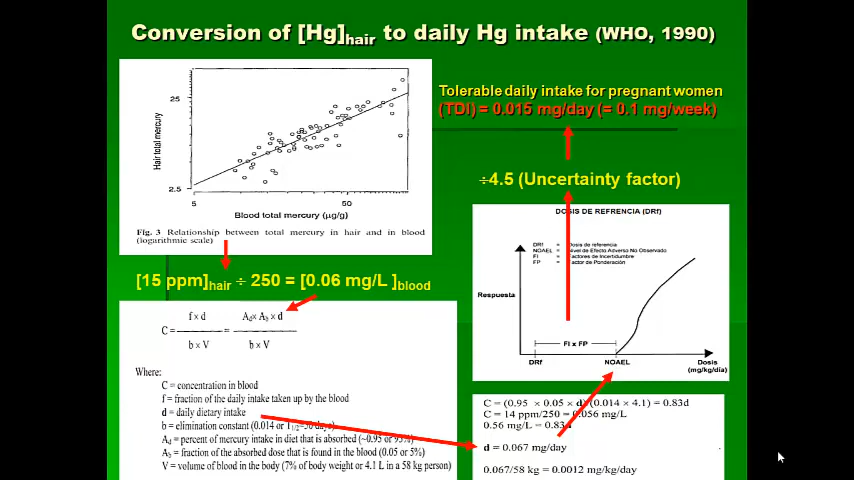 Conversion of [Hg]hair to daily Hg intake (WHO, 1990)
Hair total mercury
25
2.5
5
50
Blood total mercury (µg/g)
Fig. 3 Relationship between total mercury in hair and in blood
(logarithmic scale)
Tolerable daily intake for pregnant women
(TDI) = 0.015 mg/day (= 0.1 mg/week)
÷4.5 (Uncertainty factor)
[15 ppm]hair ÷ 250 = [0.06 mg/L ]blood
DOSIS DE REFRENCIA (DRf)
DRf = Dosis de referencia
NOAEL = Nivel de Efecto Adverso No Observado
FI = Factores de Incertidumbre
FP = Factor de Ponderación
Respuesta
FI x FP
DRf
NOAEL
Dosis
(mg/kg/día)
C = f x d / b x V = Ad x Ab x d / b x V
Where:
C = concentration in blood
f = fraction of the daily intake taken up by the blood
d = daily dietary intake
b = elimination constant (0.014 or T1/2=50 days)
Ad = percent of mercury intake in diet that is absorbed (~0.95 or 95%)
Ab = fraction of the absorbed dose that is found in the blood (0.05 or 5%)
V = volume of blood in the body (7% of body weight or 4.1 L in a 58 kg person)
C = (0.95 x 0.05 x d)/(0.014 x 4.1) = 0.83d
C = 14 ppm/250 = 0.056 mg/L
0.56 mg/L = 0.83d
d = 0.067 mg/day
0.067/58 kg = 0.0012 mg/kg/day